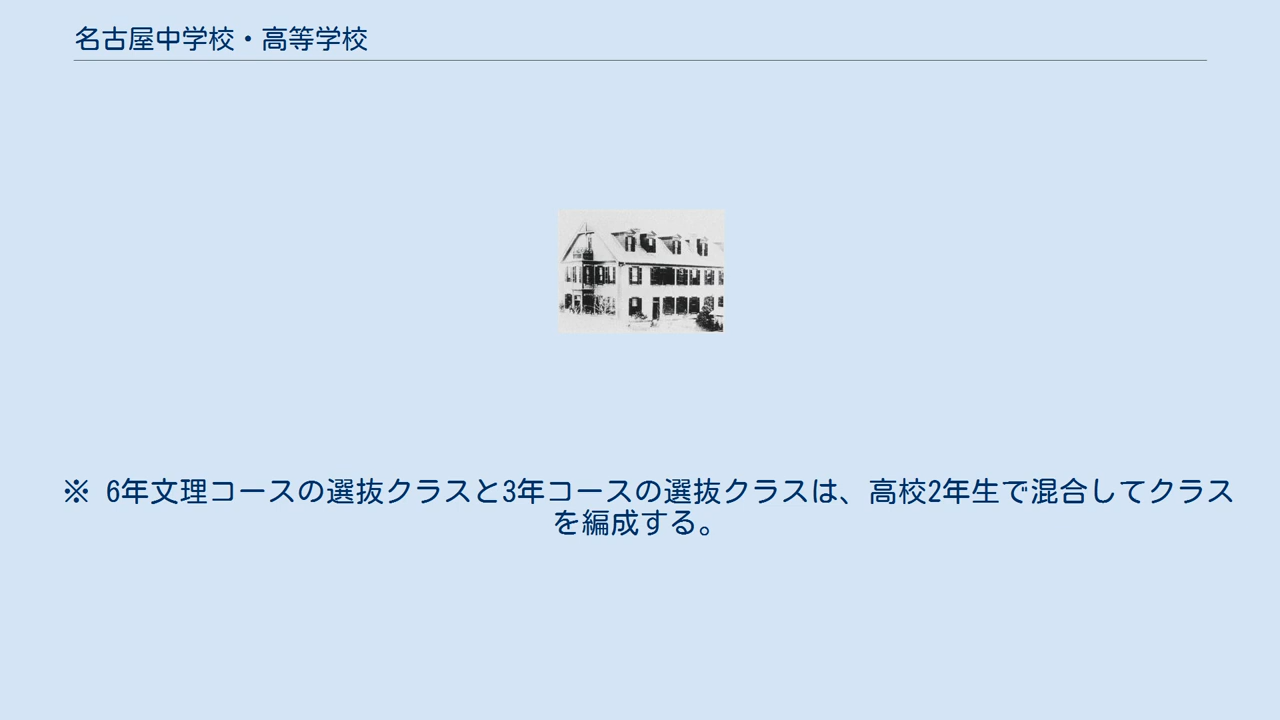 名古屋中学校・高等学校
※ 6年文理コースの選抜クラスと3年コースの選抜クラスは、高校2年生で混合してクラス
を編成する。